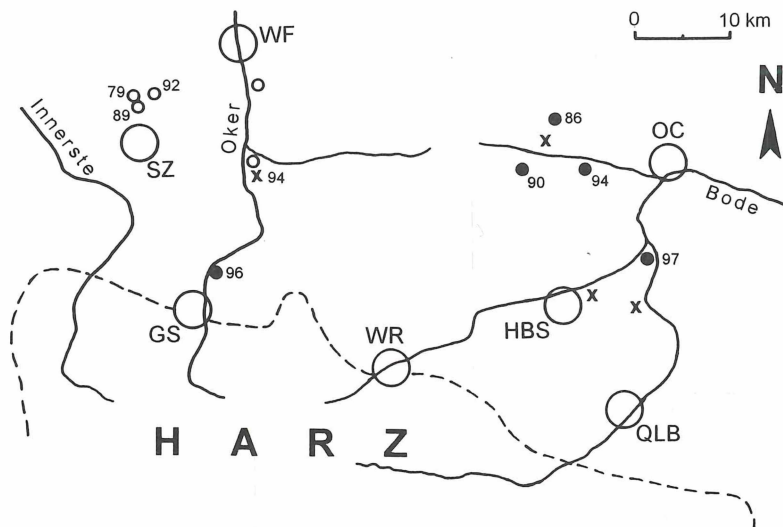 0 10 km
WF
N
79
92
89
86
x
OC
Innerste
Oker
SZ
x 94
90
94
Bode
96
97
GS
x
x
HBS
WR
QLB
HARZ